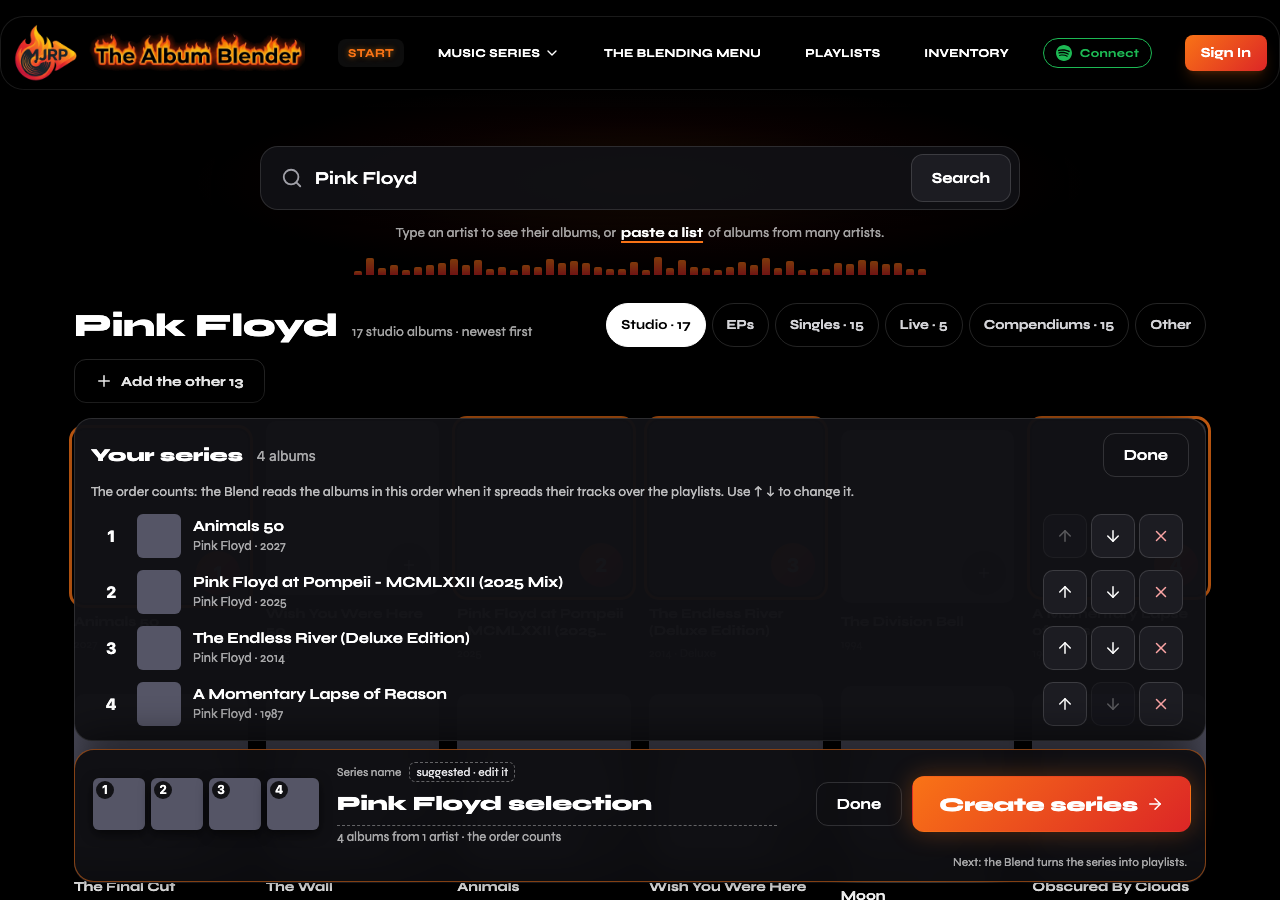 JRP The Album Blender START MUSIC SERIES THE BLENDING MENU PLAYLISTS INVENTORY Connect Sign In
Pink Floyd Search
Type an artist to see their albums, or paste a list of albums from many artists.
Pink Floyd 17 studio albums · newest first Studio · 17 EPs Singles · 15 Live · 5 Compendiums · 15 Other
+ Add the other 13
Your series 4 albums Done
The order counts: the Blend reads the albums in this order when it spreads their tracks over the playlists. Use ↑ ↓ to change it.
1 Animals 50
Pink Floyd · 2027
2 Pink Floyd at Pompeii - MCMLXXII (2025 Mix)
Pink Floyd · 2025
3 The Endless River (Deluxe Edition)
Pink Floyd · 2014
4 A Momentary Lapse of Reason
Pink Floyd · 1987
1 2 3 4
Series name suggested · edit it
Pink Floyd selection
4 albums from 1 artist · the order counts
Done Create series →
Next: the Blend turns the series into playlists.
The Final Cut The Wall Animals Wish You Were Here Moon Obscured By Clouds